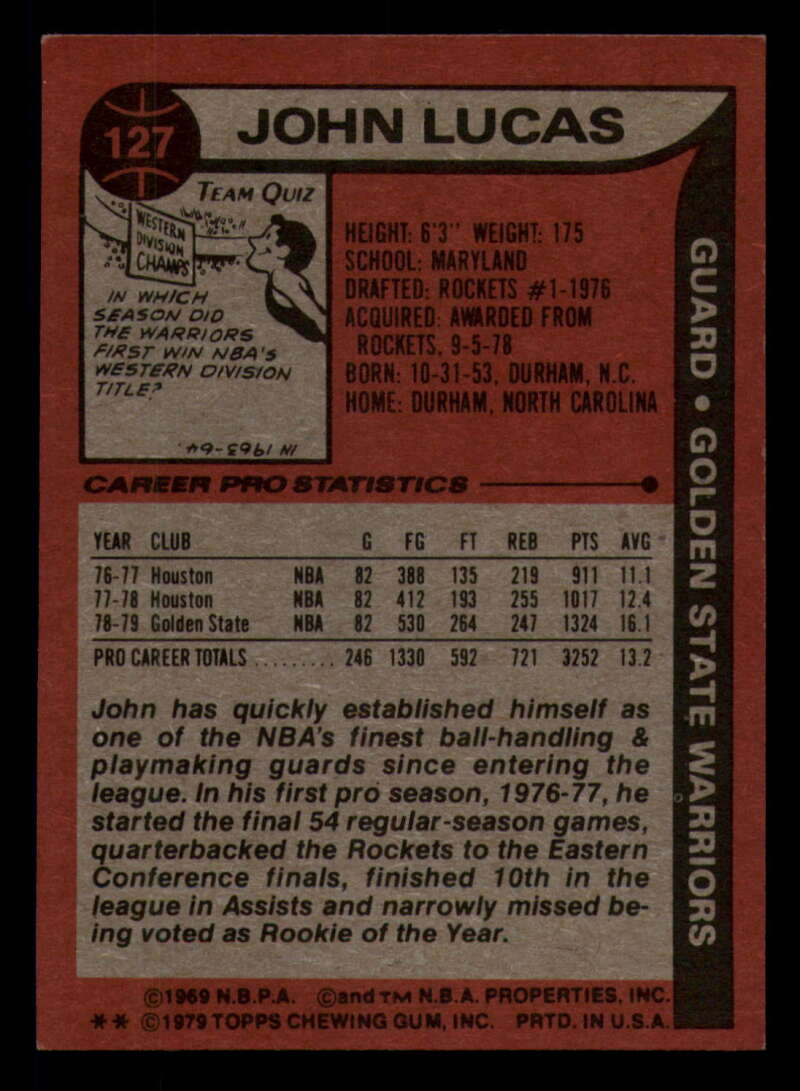 127
JOHN LUCAS
TEAM QUIZ
WESTERN
DIVISION
CHAMPS
IN WHICH
SEASON DID
THE WARRIORS
FIRST WIN NBA'S
WESTERN DIVISION
TITLE?
IN 1963-64.
HEIGHT: 6'3" WEIGHT: 175
SCHOOL: MARYLAND
DRAFTED: ROCKETS #1-1976
ACQUIRED: AWARDED FROM
ROCKETS, 9-5-78
BORN: 10-31-53, DURHAM, N.C.
HOME: DURHAM, NORTH CAROLINA
GUARD • GOLDEN STATE WARRIORS
CAREER PRO STATISTICS
YEAR CLUB G FG FT REB PTS AVG
76-77 Houston NBA 82 388 135 219 911 11.1
77-78 Houston NBA 82 412 193 255 1017 12.4
78-79 Golden State NBA 82 530 264 247 1324 16.1
PRO CAREER TOTALS .......... 246 1330 592 721 3252 13.2
John has quickly established himself as
one of the NBA's finest ball-handling &
playmaking guards since entering the
league. In his first pro season, 1976-77, he
started the final 54 regular-season games,
quarterbacked the Rockets to the Eastern
Conference finals, finished 10th in the
league in Assists and narrowly missed be-
ing voted as Rookie of the Year.
©1969 N.B.P.A. ©and TM N.B.A. PROPERTIES, INC.
** ©1979 TOPPS CHEWING GUM, INC. PRTD. IN U.S.A.